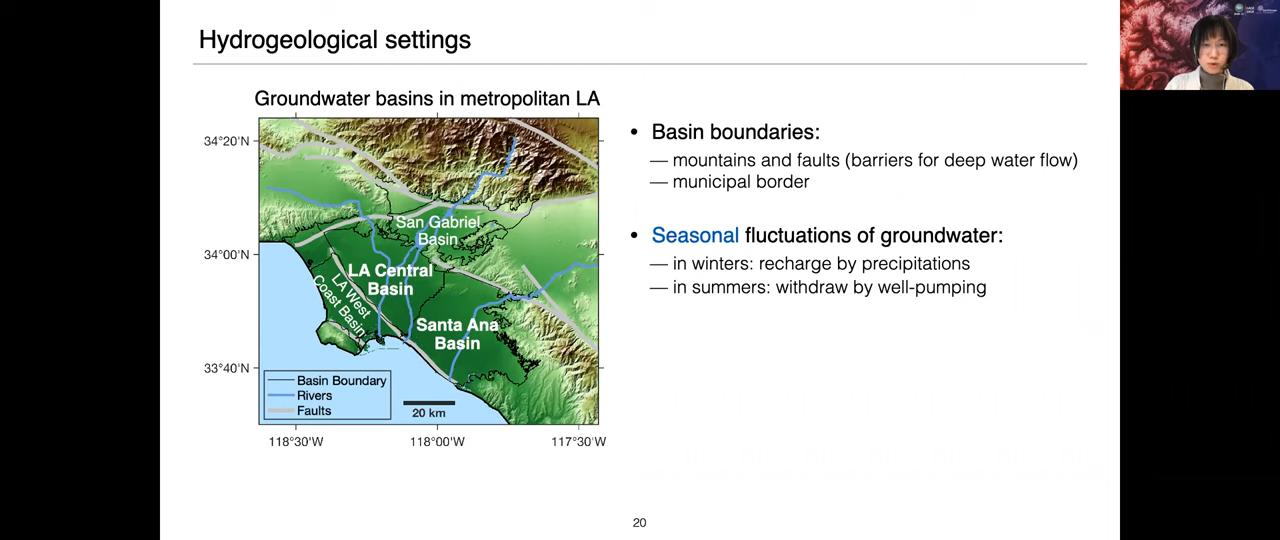 Hydrogeological settings
Groundwater basins in metropolitan LA
34°20'N
34°00'N
33°40'N
118°30'W
118°00'W
117°30'W
San Gabriel
Basin
LA Central
Basin
LA West
Coast Basin
Santa Ana
Basin
Basin Boundary
Rivers
Faults
20 km
• Basin boundaries:
— mountains and faults (barriers for deep water flow)
— municipal border
• Seasonal fluctuations of groundwater:
— in winters: recharge by precipitations
— in summers: withdraw by well-pumping
20